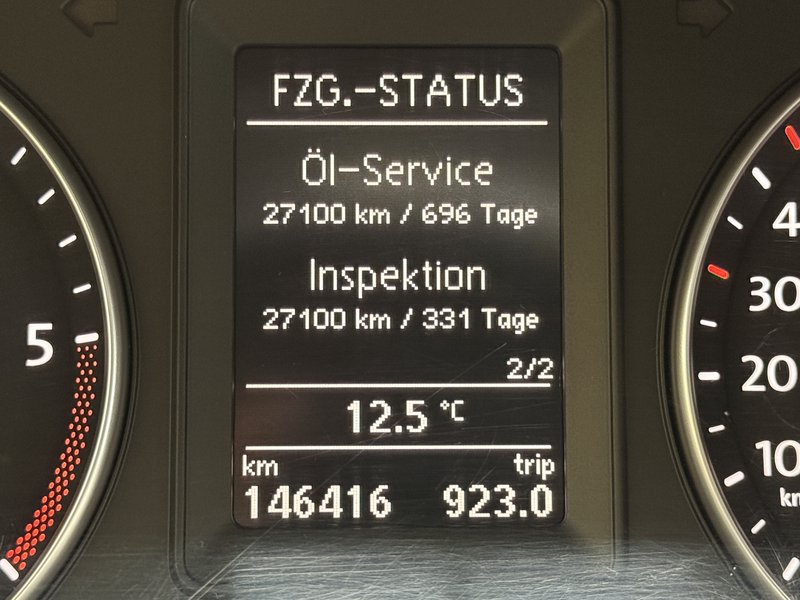 FZG.-STATUS
Öl-Service
27100 km / 696 Tage
Inspektion
27100 km / 331 Tage
2/2
12.5 °C
km trip
146416 923.0
5
30
20
10